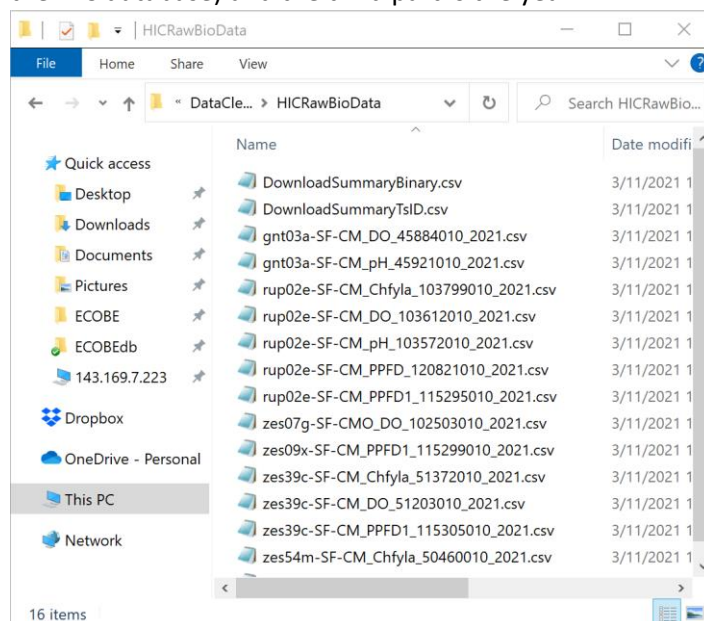 HICRawBioData
File Home Share View
« DataCle... > HICRawBioData Search HICRawBio...
Name Date modifi
Quick access
Desktop
Downloads
Documents
Pictures
ECOBE
ECOBEdb
143.169.7.223
Dropbox
OneDrive - Personal
This PC
Network
DownloadSummaryBinary.csv 3/11/2021 1
DownloadSummaryTsID.csv 3/11/2021 1
gnt03a-SF-CM_DO_45884010_2021.csv 3/11/2021 1
gnt03a-SF-CM_pH_45921010_2021.csv 3/11/2021 1
rup02e-SF-CM_Chfyla_103799010_2021.csv 3/11/2021 1
rup02e-SF-CM_DO_103612010_2021.csv 3/11/2021 1
rup02e-SF-CM_pH_103572010_2021.csv 3/11/2021 1
rup02e-SF-CM_PPFD_120821010_2021.csv 3/11/2021 1
rup02e-SF-CM_PPFD1_115295010_2021.csv 3/11/2021 1
zes07g-SF-CMO_DO_102503010_2021.csv 3/11/2021 1
zes09x-SF-CM_PPFD1_115299010_2021.csv 3/11/2021 1
zes39c-SF-CM_Chfyla_51372010_2021.csv 3/11/2021 1
zes39c-SF-CM_DO_51203010_2021.csv 3/11/2021 1
zes39c-SF-CM_PPFD1_115305010_2021.csv 3/11/2021 1
zes54m-SF-CM_Chfyla_50460010_2021.csv 3/11/2021 1
16 items